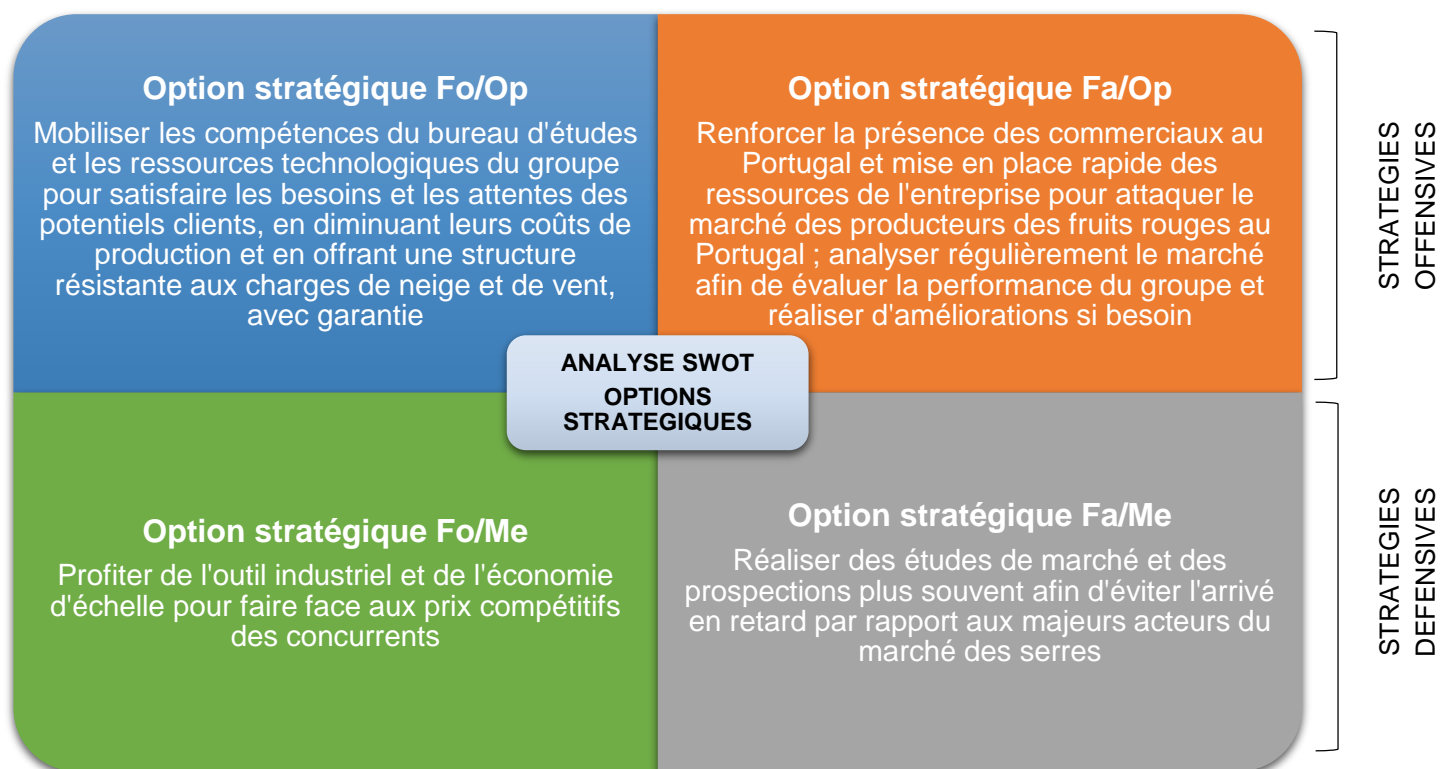 Option stratégique Fo/Op
Mobiliser les compétences du bureau d'études
et les ressources technologiques du groupe
pour satisfaire les besoins et les attentes des
potentiels clients, en diminuant leurs coûts de
production et en offrant une structure
résistante aux charges de neige et de vent,
avec garantie
Option stratégique Fa/Op
Renforcer la présence des commerciaux au
Portugal et mise en place rapide des
ressources de l'entreprise pour attaquer le
marché des producteurs des fruits rouges au
Portugal ; analyser régulièrement le marché
afin de évaluer la performance du groupe et
réaliser d'améliorations si besoin
STRATEGIES
OFFENSIVES
ANALYSE SWOT
OPTIONS
STRATEGIQUES
Option stratégique Fo/Me
Profiter de l'outil industriel et de l'économie
d'échelle pour faire face aux prix compétitifs
des concurrents
Option stratégique Fa/Me
Réaliser des études de marché et des
prospections plus souvent afin d'éviter l'arrivé
en retard par rapport aux majeurs acteurs du
marché des serres
STRATEGIES
DEFENSIVES